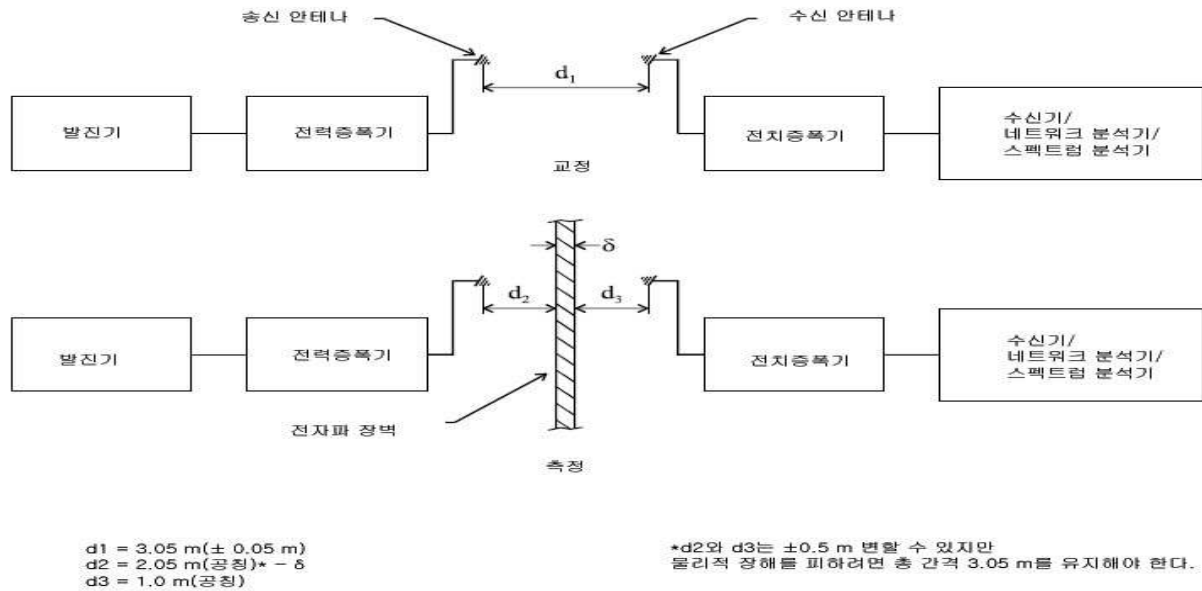 송신 안테나
수신 안테나
d₁
발진기
전력증폭기
전치증폭기
수신기/
네트워크 분석기/
스펙트럼 분석기
교정
δ
d₂
d₃
발진기
전력증폭기
전치증폭기
수신기/
네트워크 분석기/
스펙트럼 분석기
전자파 장벽
측정
d1 = 3.05 m(± 0.05 m)
d2 = 2.05 m(공칭)* − δ
d3 = 1.0 m(공칭)
*d2와 d3는 ±0.5 m 변할 수 있지만
물리적 장해를 피하려면 총 간격 3.05 m를 유지해야 한다.